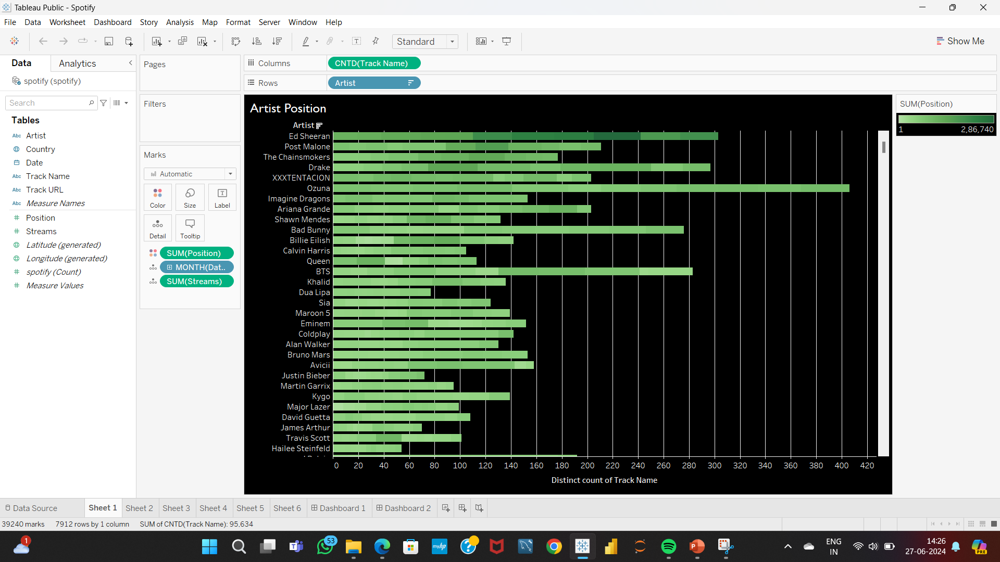 Tableau Public - Spotify
File Data Worksheet Dashboard Story Analysis Map Format Server Window Help
Standard
Show Me
Data Analytics
spotify (spotify)
Search
Tables
Abc Artist
Country
Date
Abc Track Name
Abc Track URL
Abc Measure Names
Position
Streams
Latitude (generated)
Longitude (generated)
spotify (Count)
Measure Values
Pages
Filters
Marks
Automatic
Color Size Label
Detail Tooltip
SUM(Position)
MONTH(Dat..
SUM(Streams)
Columns CNTD(Track Name)
Rows Artist
Artist Position
Artist
Ed Sheeran
Post Malone
The Chainsmokers
Drake
XXXTENTACION
Ozuna
Imagine Dragons
Ariana Grande
Shawn Mendes
Bad Bunny
Billie Eilish
Calvin Harris
Queen
BTS
Khalid
Dua Lipa
Sia
Maroon 5
Eminem
Coldplay
Alan Walker
Bruno Mars
Avicii
Justin Bieber
Martin Garrix
Kygo
Major Lazer
David Guetta
James Arthur
Travis Scott
Hailee Steinfeld
0 20 40 60 80 100 120 140 160 180 200 220 240 260 280 300 320 340 360 380 400 420
Distinct count of Track Name
SUM(Position)
1 2,86,740
Data Source Sheet 1 Sheet 2 Sheet 3 Sheet 4 Sheet 5 Sheet 6 Dashboard 1 Dashboard 2
39240 marks 7912 rows by 1 column SUM of CNTD(Track Name): 95,634
1
53
myhp
ENG
IN
14:26
27-06-2024
PRE